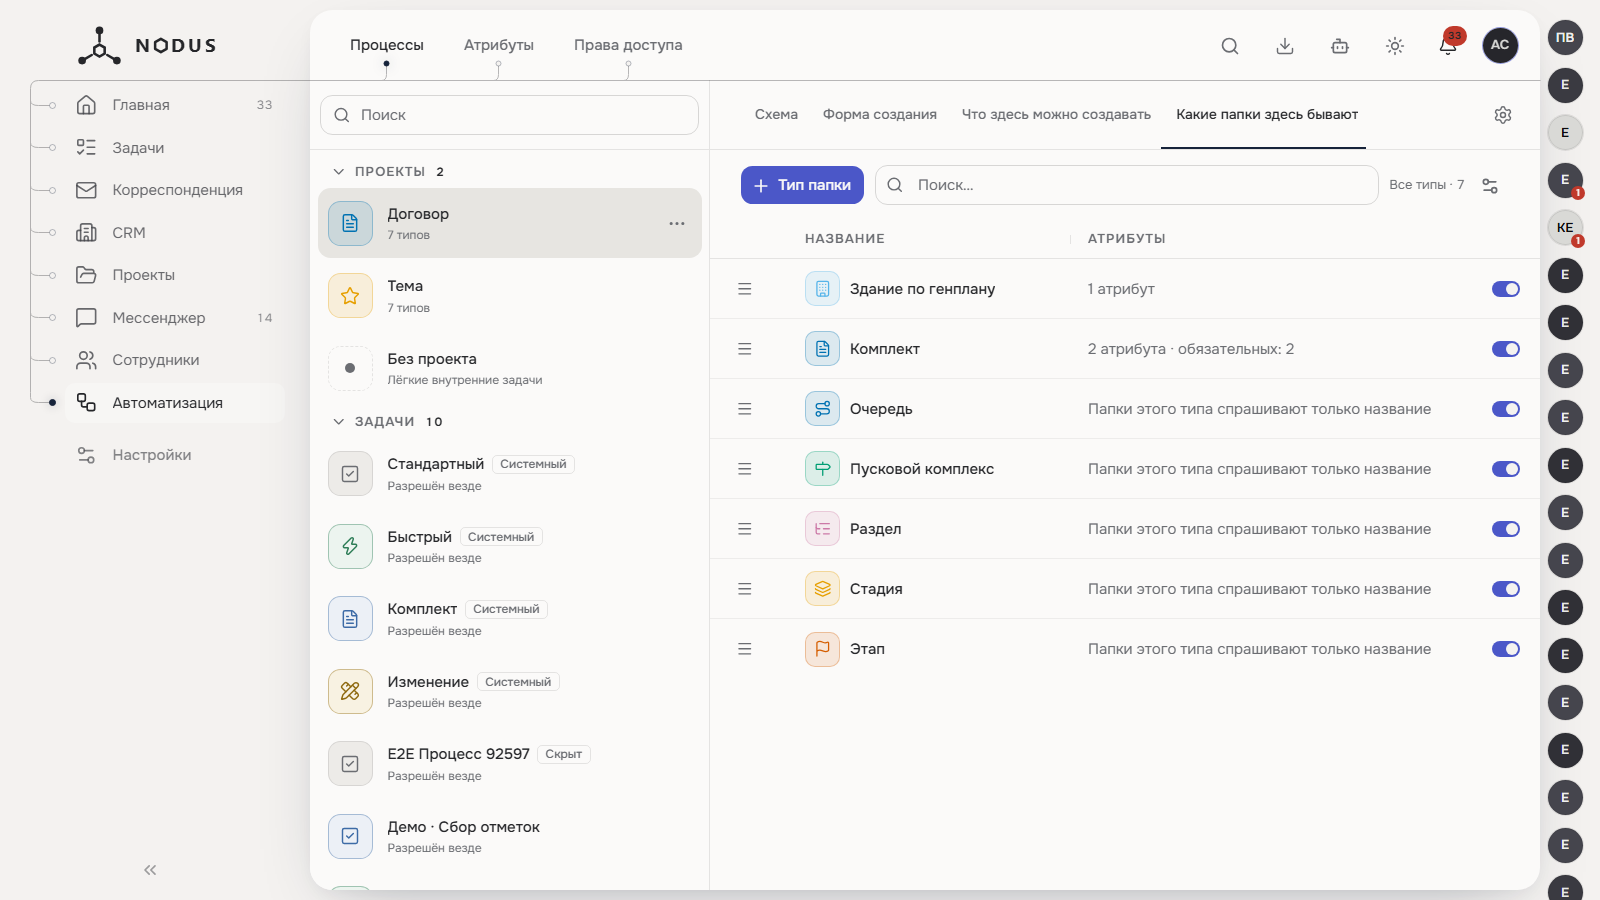 NODUS
Процессы
Атрибуты
Права доступа
33
АС
Главная 33
Задачи
Корреспонденция
CRM
Проекты
Мессенджер 14
Сотрудники
Автоматизация
Настройки
Поиск
ПРОЕКТЫ 2
Договор
7 типов
Тема
7 типов
Без проекта
Лёгкие внутренние задачи
ЗАДАЧИ 10
Стандартный Системный
Разрешён везде
Быстрый Системный
Разрешён везде
Комплект Системный
Разрешён везде
Изменение Системный
Разрешён везде
E2E Процесс 92597 Скрыт
Разрешён везде
Демо · Сбор отметок
Разрешён везде
Схема
Форма создания
Что здесь можно создавать
Какие папки здесь бывают
Тип папки
Поиск...
Все типы · 7
НАЗВАНИЕ АТРИБУТЫ
Здание по генплану 1 атрибут
Комплект 2 атрибута · обязательных: 2
Очередь Папки этого типа спрашивают только название
Пусковой комплекс Папки этого типа спрашивают только название
Раздел Папки этого типа спрашивают только название
Стадия Папки этого типа спрашивают только название
Этап Папки этого типа спрашивают только название
ПВ
Е
Е
Е
1
КЕ
1
Е
Е
Е
Е
Е
Е
Е
Е
Е
Е
Е
Е
Е
Е